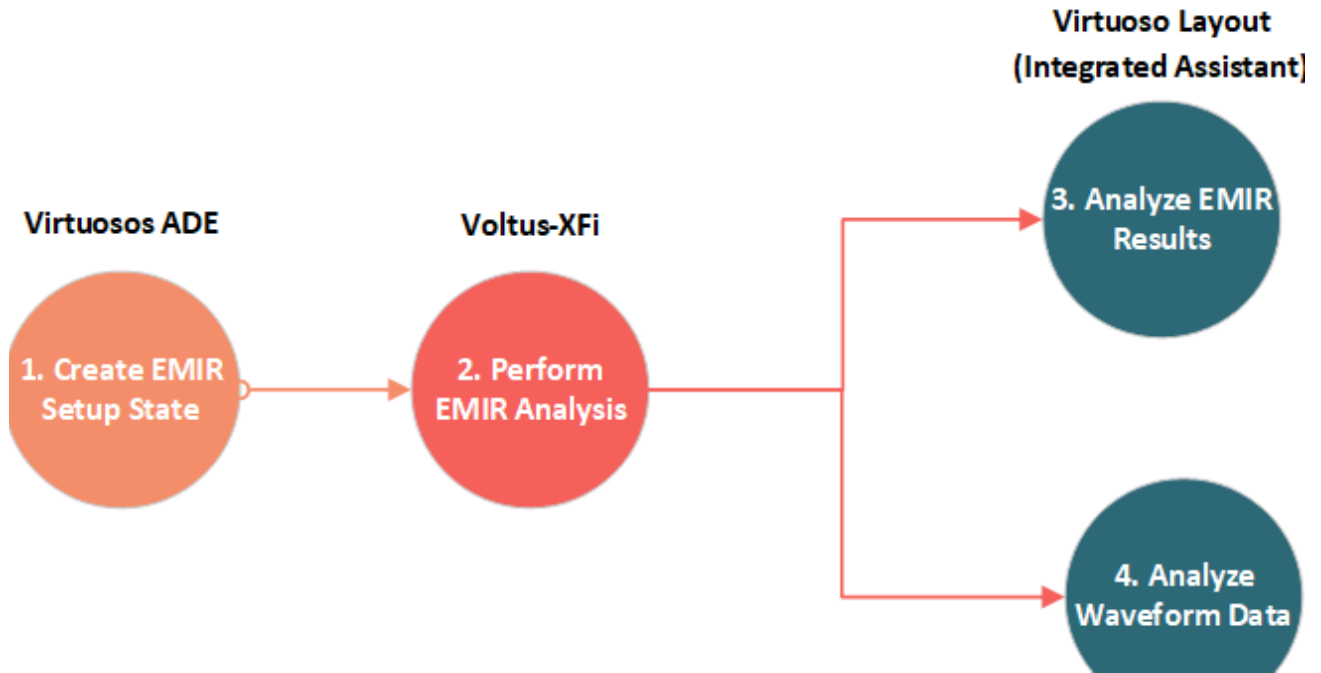 Virtuoso Layout
(Integrated Assistant)
3. Analyze EMIR
Results
Virtuosos ADE
Voltus-XFi
1. Create EMIR
Setup State
2. Perform
EMIR Analysis
4. Analyze
Waveform Data